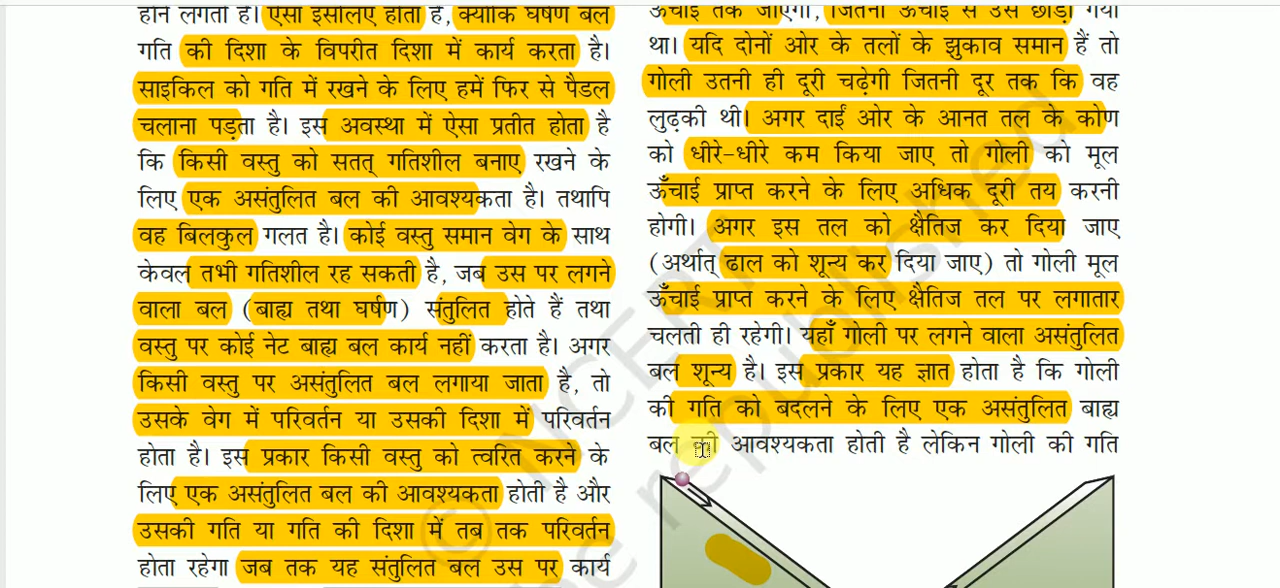 होने लगती है। ऐसा इसलिए होता है, क्योंकि घर्षण बल
गति की दिशा के विपरीत दिशा में कार्य करता है।
साइकिल को गति में रखने के लिए हमें फिर से पैडल
चलाना पड़ता है। इस अवस्था में ऐसा प्रतीत होता है
कि किसी वस्तु को सतत् गतिशील बनाए रखने के
लिए एक असंतुलित बल की आवश्यकता है। तथापि
वह बिलकुल गलत है। कोई वस्तु समान वेग के साथ
केवल तभी गतिशील रह सकती है, जब उस पर लगने
वाला बल (बाह्य तथा घर्षण) संतुलित होते हैं तथा
वस्तु पर कोई नेट बाह्य बल कार्य नहीं करता है। अगर
किसी वस्तु पर असंतुलित बल लगाया जाता है, तो
उसके वेग में परिवर्तन या उसकी दिशा में परिवर्तन
होता है। इस प्रकार किसी वस्तु को त्वरित करने के
लिए एक असंतुलित बल की आवश्यकता होती है और
उसकी गति या गति की दिशा में तब तक परिवर्तन
होता रहेगा जब तक यह संतुलित बल उस पर कार्य
ऊँचाई तक जाएगी, जितनी ऊँचाई से उसे छोड़ा गया
था। यदि दोनों ओर के तलों के झुकाव समान हैं तो
गोली उतनी ही दूरी चढ़ेगी जितनी दूर तक कि वह
लुढ़की थी। अगर दाईं ओर के आनत तल के कोण
को धीरे-धीरे कम किया जाए तो गोली को मूल
ऊँचाई प्राप्त करने के लिए अधिक दूरी तय करनी
होगी। अगर इस तल को क्षैतिज कर दिया जाए
(अर्थात् ढाल को शून्य कर दिया जाए) तो गोली मूल
ऊँचाई प्राप्त करने के लिए क्षैतिज तल पर लगातार
चलती ही रहेगी। यहाँ गोली पर लगने वाला असंतुलित
बल शून्य है। इस प्रकार यह ज्ञात होता है कि गोली
की गति को बदलने के लिए एक असंतुलित बाह्य
बल की आवश्यकता होती है लेकिन गोली की गति
© NCERT
republished